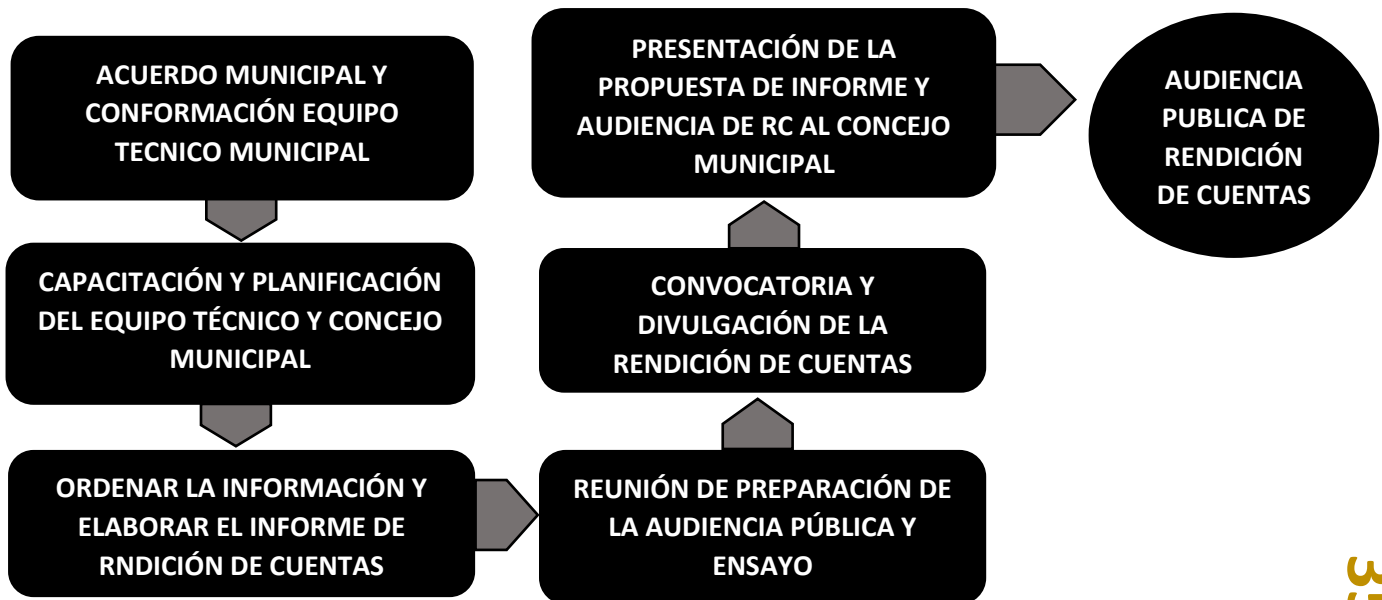 ACUERDO MUNICIPAL Y
CONFORMACIÓN EQUIPO
TECNICO MUNICIPAL
CAPACITACIÓN Y PLANIFICACIÓN
DEL EQUIPO TÉCNICO Y CONCEJO
MUNICIPAL
ORDENAR LA INFORMACIÓN Y
ELABORAR EL INFORME DE
RNDICIÓN DE CUENTAS
REUNIÓN DE PREPARACIÓN DE
LA AUDIENCIA PÚBLICA Y
ENSAYO
CONVOCATORIA Y
DIVULGACIÓN DE LA
RENDICIÓN DE CUENTAS
PRESENTACIÓN DE LA
PROPUESTA DE INFORME Y
AUDIENCIA DE RC AL CONCEJO
MUNICIPAL
AUDIENCIA
PUBLICA DE
RENDICIÓN
DE CUENTAS